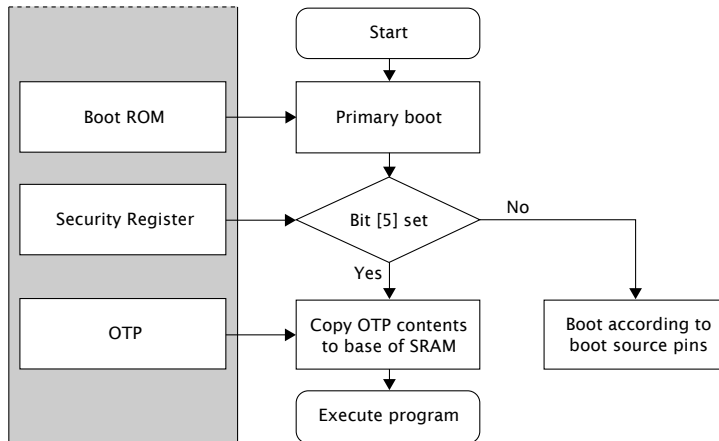 Start
Boot ROM
Primary boot
Security Register
Bit [5] set
No
Yes
OTP
Copy OTP contents
to base of SRAM
Boot according to
boot source pins
Execute program